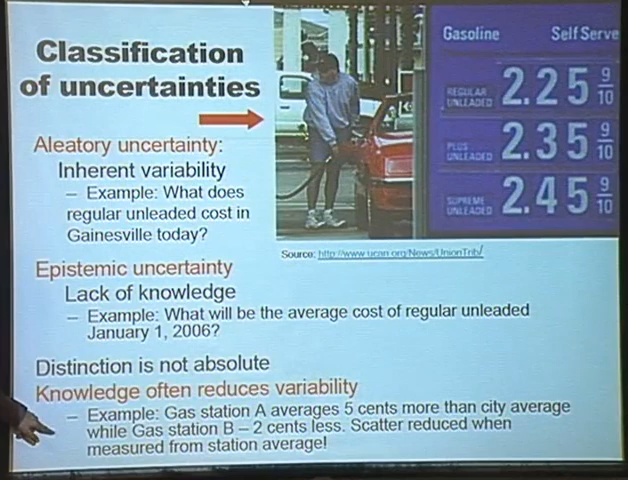 Classification
of uncertainties
Aleatory uncertainty:
Inherent variability
– Example: What does
regular unleaded cost in
Gainesville today?
Gasoline Self Serve
REGULAR UNLEADED 2.25 9/10
PLUS UNLEADED 2.35 9/10
SUPREME UNLEADED 2.45 9/10
Source: http://www.ucan.org/News/UnionTrib/
Epistemic uncertainty
Lack of knowledge
– Example: What will be the average cost of regular unleaded
January 1, 2006?
Distinction is not absolute
Knowledge often reduces variability
– Example: Gas station A averages 5 cents more than city average
while Gas station B – 2 cents less. Scatter reduced when
measured from station average!